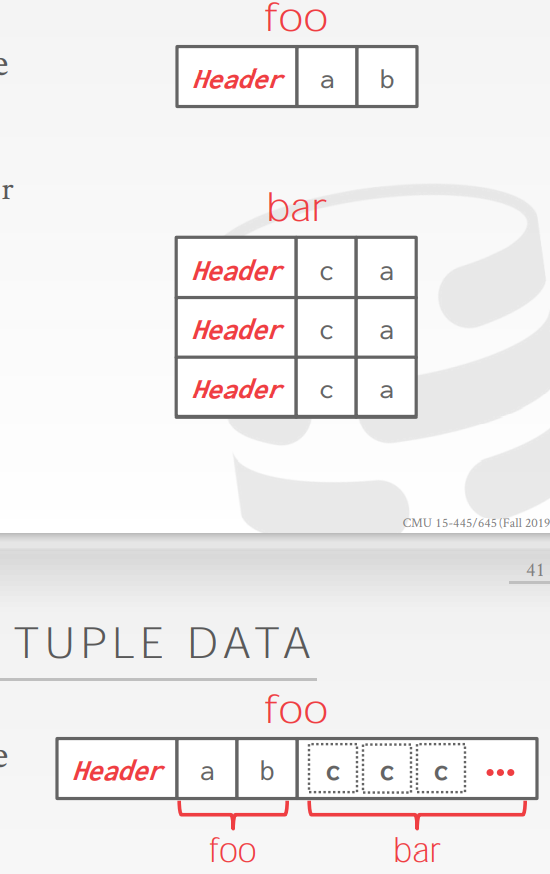 foo
e
Header a b
r
bar
Header c a
Header c a
Header c a
CMU 15-445/645 (Fall 2019
41
TUPLE DATA
foo
e
Header a b c c c •••
foo bar